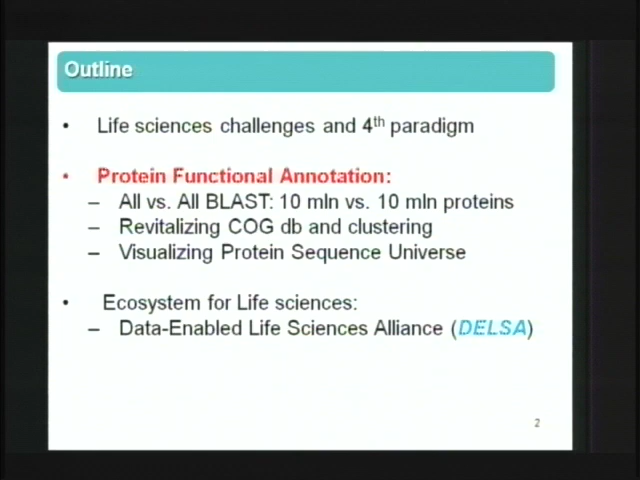 Outline
• Life sciences challenges and 4th paradigm
• Protein Functional Annotation:
– All vs. All BLAST: 10 mln vs. 10 mln proteins
– Revitalizing COG db and clustering
– Visualizing Protein Sequence Universe
• Ecosystem for Life sciences:
– Data-Enabled Life Sciences Alliance (DELSA)
2